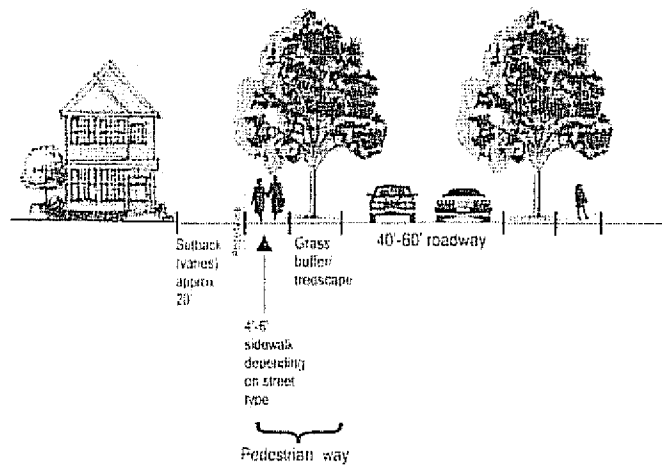 Setback
(varies)
approx
20'
Grass
buffer/
treescape
40'-60' roadway
4'-6'
sidewalk
depending
on street
type
Pedestrian way